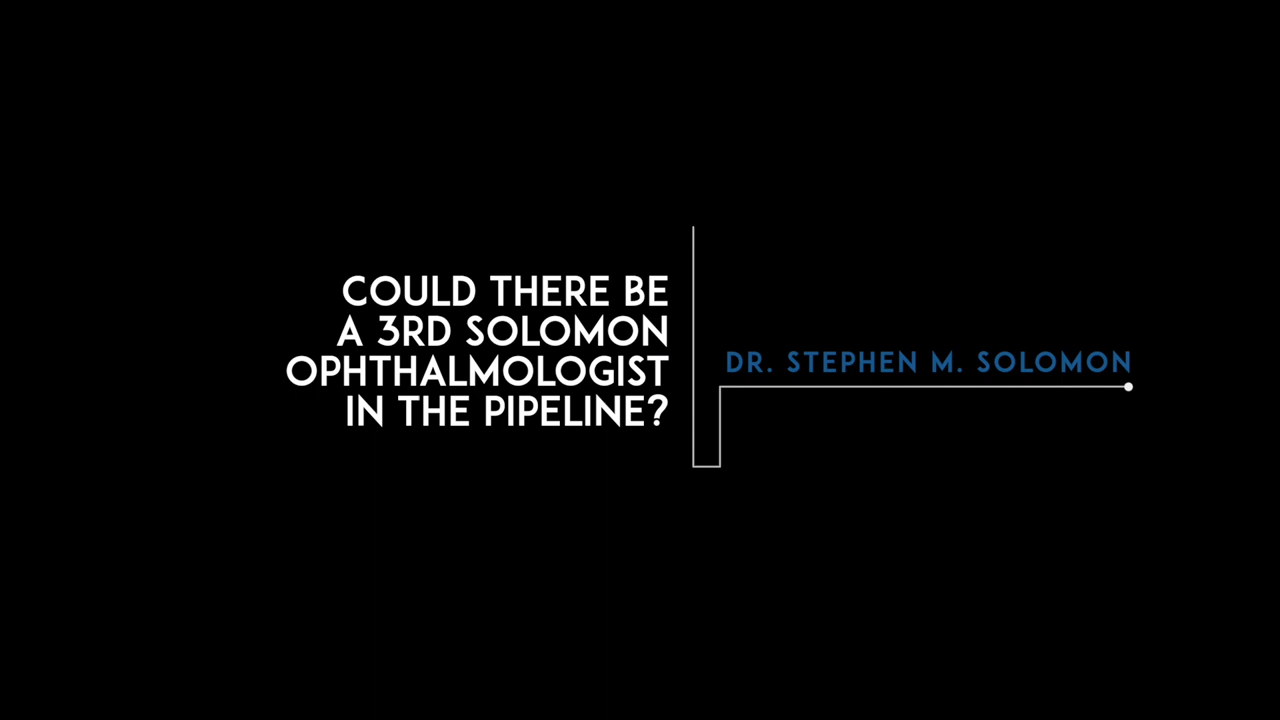 COULD THERE BE
A 3RD SOLOMON
OPHTHALMOLOGIST
IN THE PIPELINE?
DR. STEPHEN M. SOLOMON